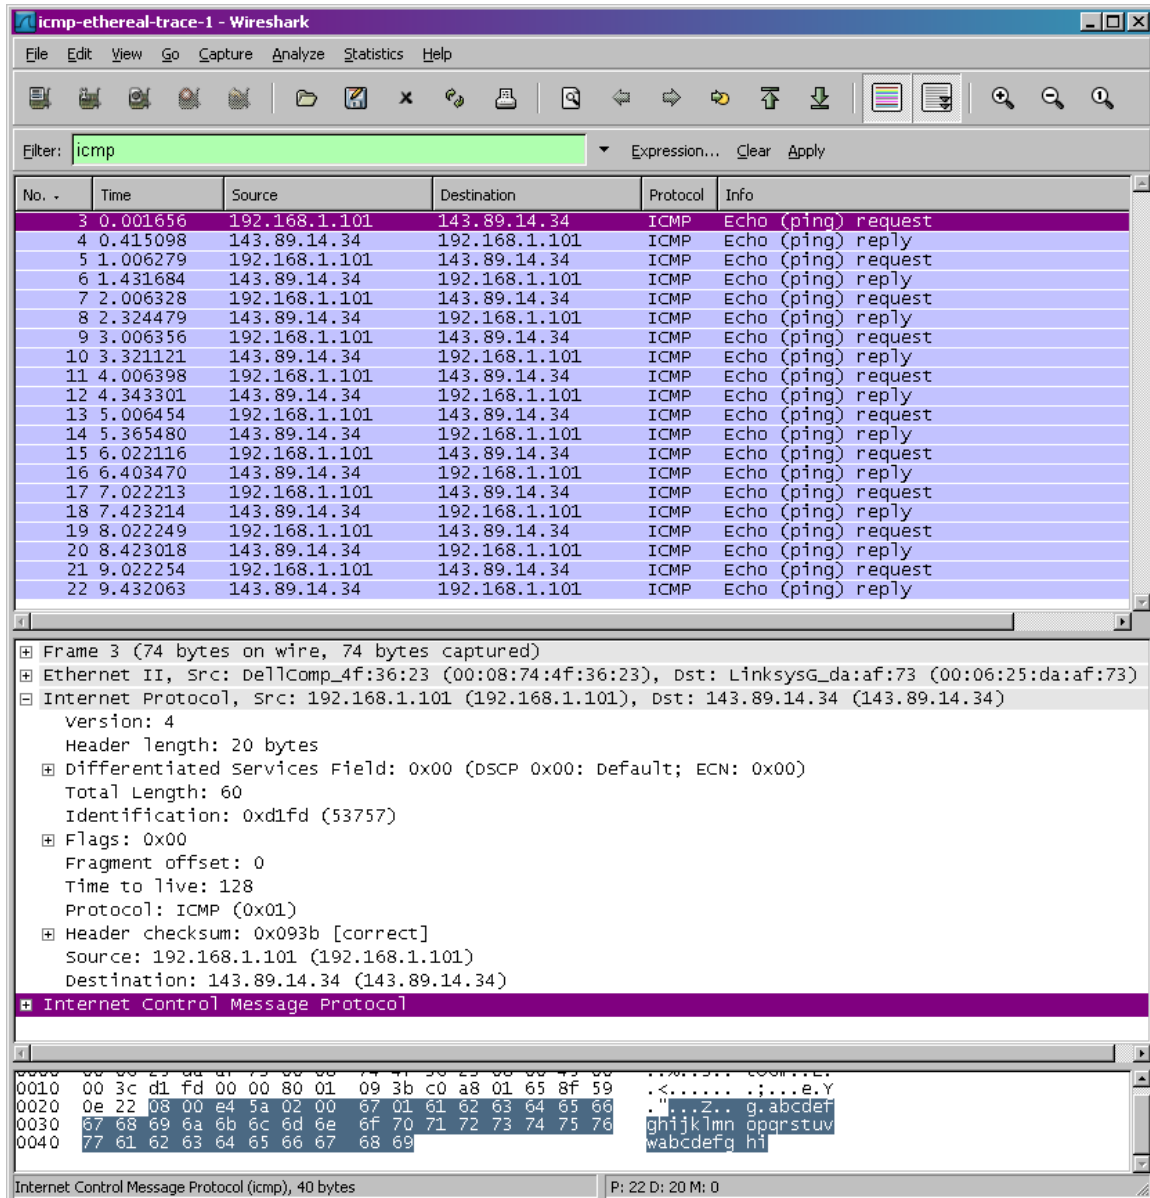 icmp-ethereal-trace-1 - Wireshark
File Edit View Go Capture Analyze Statistics Help
Filter: icmp Expression... Clear Apply
No. Time Source Destination Protocol Info
3 0.001656 192.168.1.101 143.89.14.34 ICMP Echo (ping) request
4 0.415098 143.89.14.34 192.168.1.101 ICMP Echo (ping) reply
5 1.006279 192.168.1.101 143.89.14.34 ICMP Echo (ping) request
6 1.431684 143.89.14.34 192.168.1.101 ICMP Echo (ping) reply
7 2.006328 192.168.1.101 143.89.14.34 ICMP Echo (ping) request
8 2.324479 143.89.14.34 192.168.1.101 ICMP Echo (ping) reply
9 3.006356 192.168.1.101 143.89.14.34 ICMP Echo (ping) request
10 3.321121 143.89.14.34 192.168.1.101 ICMP Echo (ping) reply
11 4.006398 192.168.1.101 143.89.14.34 ICMP Echo (ping) request
12 4.343301 143.89.14.34 192.168.1.101 ICMP Echo (ping) reply
13 5.006454 192.168.1.101 143.89.14.34 ICMP Echo (ping) request
14 5.365480 143.89.14.34 192.168.1.101 ICMP Echo (ping) reply
15 6.022116 192.168.1.101 143.89.14.34 ICMP Echo (ping) request
16 6.403470 143.89.14.34 192.168.1.101 ICMP Echo (ping) reply
17 7.022213 192.168.1.101 143.89.14.34 ICMP Echo (ping) request
18 7.423214 143.89.14.34 192.168.1.101 ICMP Echo (ping) reply
19 8.022249 192.168.1.101 143.89.14.34 ICMP Echo (ping) request
20 8.423018 143.89.14.34 192.168.1.101 ICMP Echo (ping) reply
21 9.022254 192.168.1.101 143.89.14.34 ICMP Echo (ping) request
22 9.432063 143.89.14.34 192.168.1.101 ICMP Echo (ping) reply
Frame 3 (74 bytes on wire, 74 bytes captured)
Ethernet II, Src: DellComp_4f:36:23 (00:08:74:4f:36:23), Dst: LinksysG_da:af:73 (00:06:25:da:af:73)
Internet Protocol, Src: 192.168.1.101 (192.168.1.101), Dst: 143.89.14.34 (143.89.14.34)
Version: 4
Header length: 20 bytes
Differentiated Services Field: 0x00 (DSCP 0x00: Default; ECN: 0x00)
Total Length: 60
Identification: 0xd1fd (53757)
Flags: 0x00
Fragment offset: 0
Time to live: 128
Protocol: ICMP (0x01)
Header checksum: 0x093b [correct]
Source: 192.168.1.101 (192.168.1.101)
Destination: 143.89.14.34 (143.89.14.34)
Internet Control Message Protocol
0010 00 3c d1 fd 00 00 80 01 09 3b c0 a8 01 65 8f 59 .<...... .;...e.Y
0020 0e 22 08 00 e4 5a 02 00 67 01 61 62 63 64 65 66 ."...Z.. g.abcdef
0030 67 68 69 6a 6b 6c 6d 6e 6f 70 71 72 73 74 75 76 ghijklmn opqrstuv
0040 77 61 62 63 64 65 66 67 68 69 wabcdefg hi
Internet Control Message Protocol (icmp), 40 bytes P: 22 D: 20 M: 0